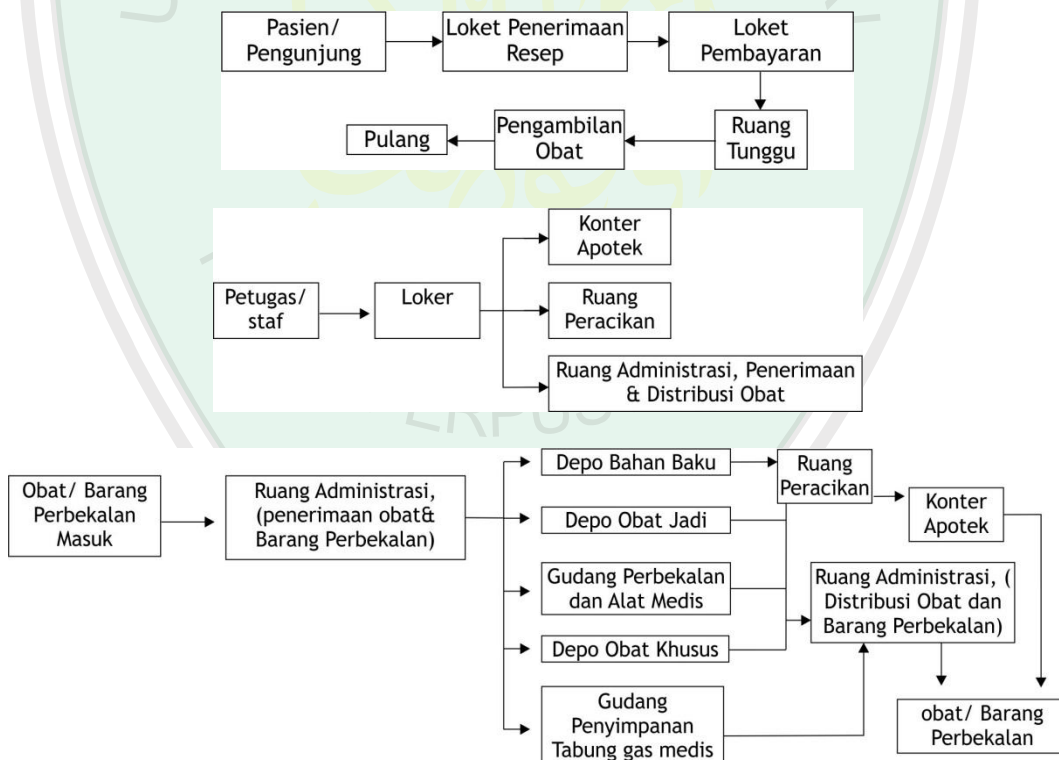 Pasien/
Pengunjung
Loket Penerimaan
Resep
Loket
Pembayaran
Pulang
Pengambilan
Obat
Ruang
Tunggu
Konter
Apotek
Petugas/
staf
Loker
Ruang
Peracikan
Ruang Administrasi, Penerimaan
& Distribusi Obat
Obat/ Barang
Perbekalan
Masuk
Ruang Administrasi,
(penerimaan obat&
Barang Perbekalan)
Depo Bahan Baku
Depo Obat Jadi
Gudang Perbekalan
dan Alat Medis
Depo Obat Khusus
Gudang
Penyimpanan
Tabung gas medis
Ruang
Peracikan
Konter
Apotek
Ruang Administrasi, (
Distribusi Obat dan
Barang Perbekalan)
obat/ Barang
Perbekalan